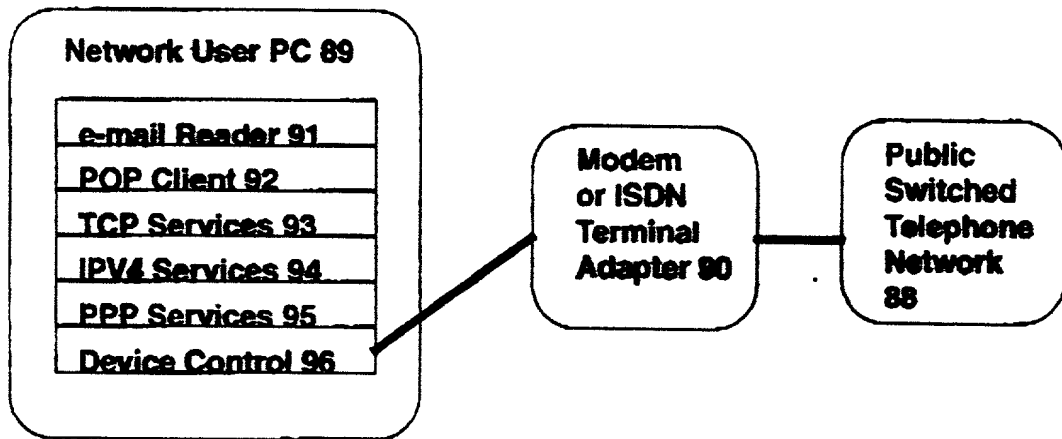 Network User PC 89
e-mail Reader 91
POP Client 92
TCP Services 93
IPV4 Services 94
PPP Services 95
Device Control 96
Modem
or ISDN
Terminal
Adapter 90
Public
Switched
Telephone
Network
88